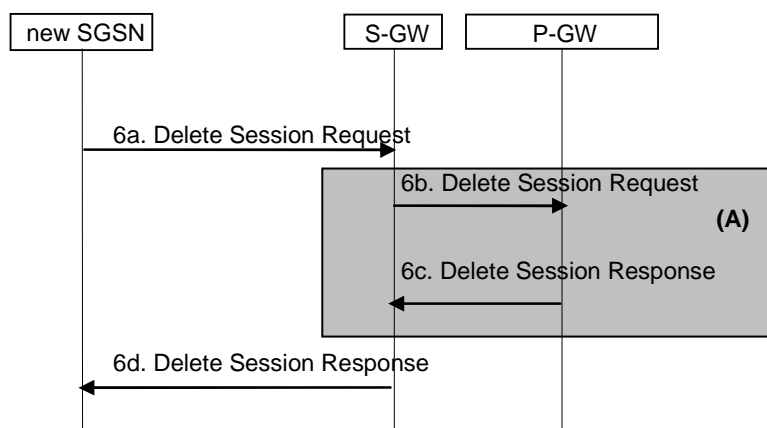 new SGSN
S-GW
P-GW
6a. Delete Session Request
6b. Delete Session Request
(A)
6c. Delete Session Response
6d. Delete Session Response